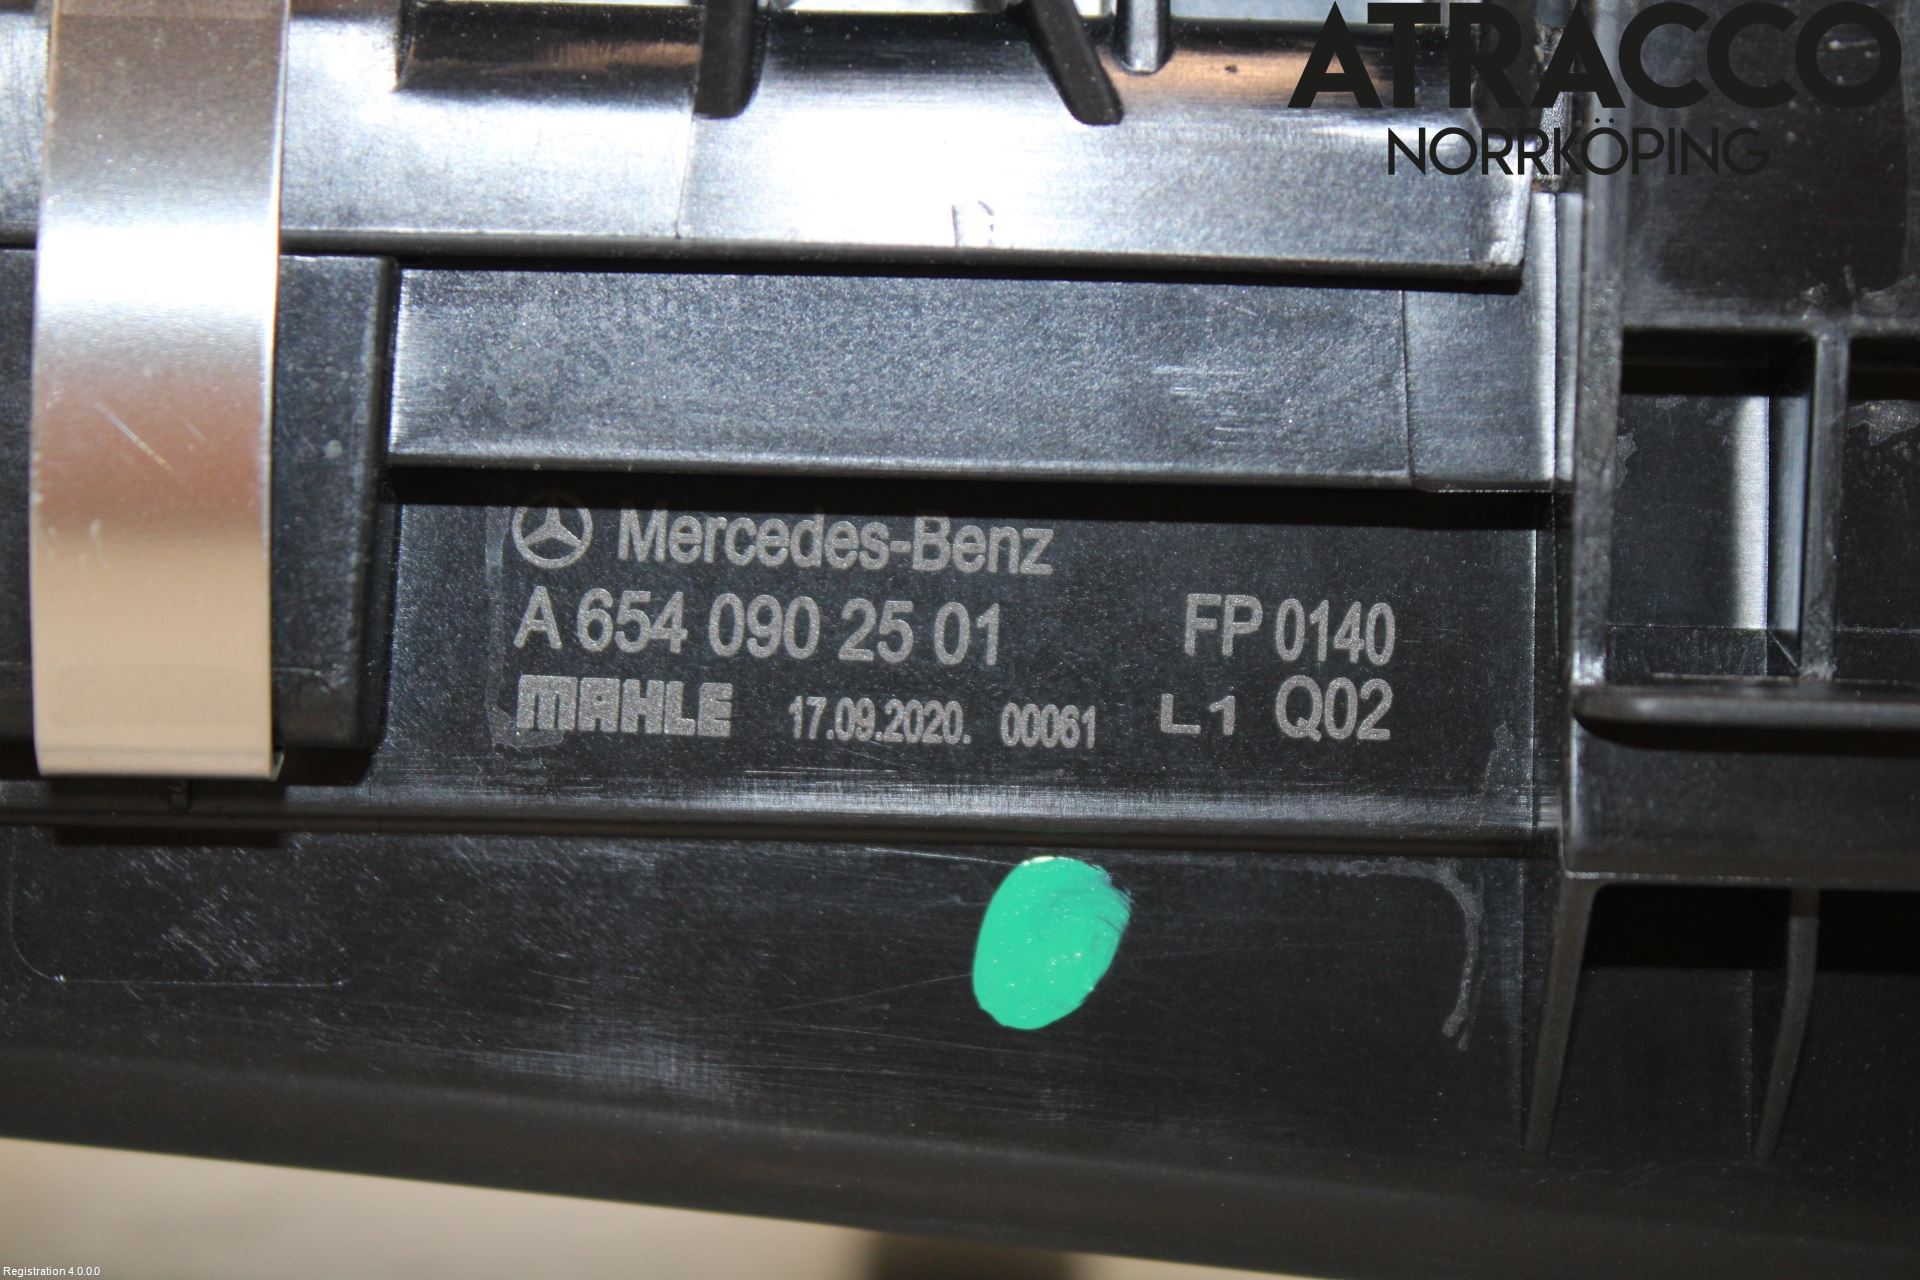 ATRACCO
NORRKÖPING
Mercedes-Benz
A 654 090 25 01 FP 0140
MAHLE 17.09.2020. 00061 L1 Q02
Registration 4.0.0.0